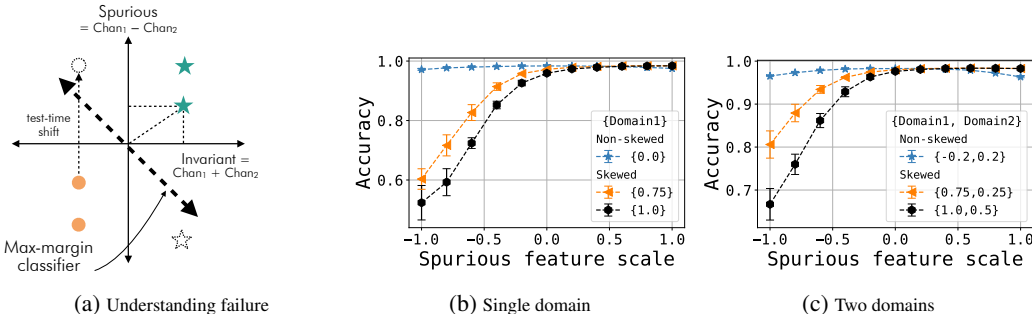 Spurious
= Chan₁ − Chan₂
test-time
shift
Invariant =
Chan₁ + Chan₂
Max-margin
classifier
(a) Understanding failure
Accuracy
1.0
0.8
0.6
−1.0
−0.5
0.0
0.5
1.0
Spurious feature scale
{Domain1}
Non-skewed
{0.0}
Skewed
{0.75}
{1.0}
(b) Single domain
Accuracy
1.0
0.9
0.8
0.7
−1.0
−0.5
0.0
0.5
1.0
Spurious feature scale
{Domain1, Domain2}
Non-skewed
{-0.2,0.2}
Skewed
{0.75,0.25}
{1.0,0.5}
(c) Two domains